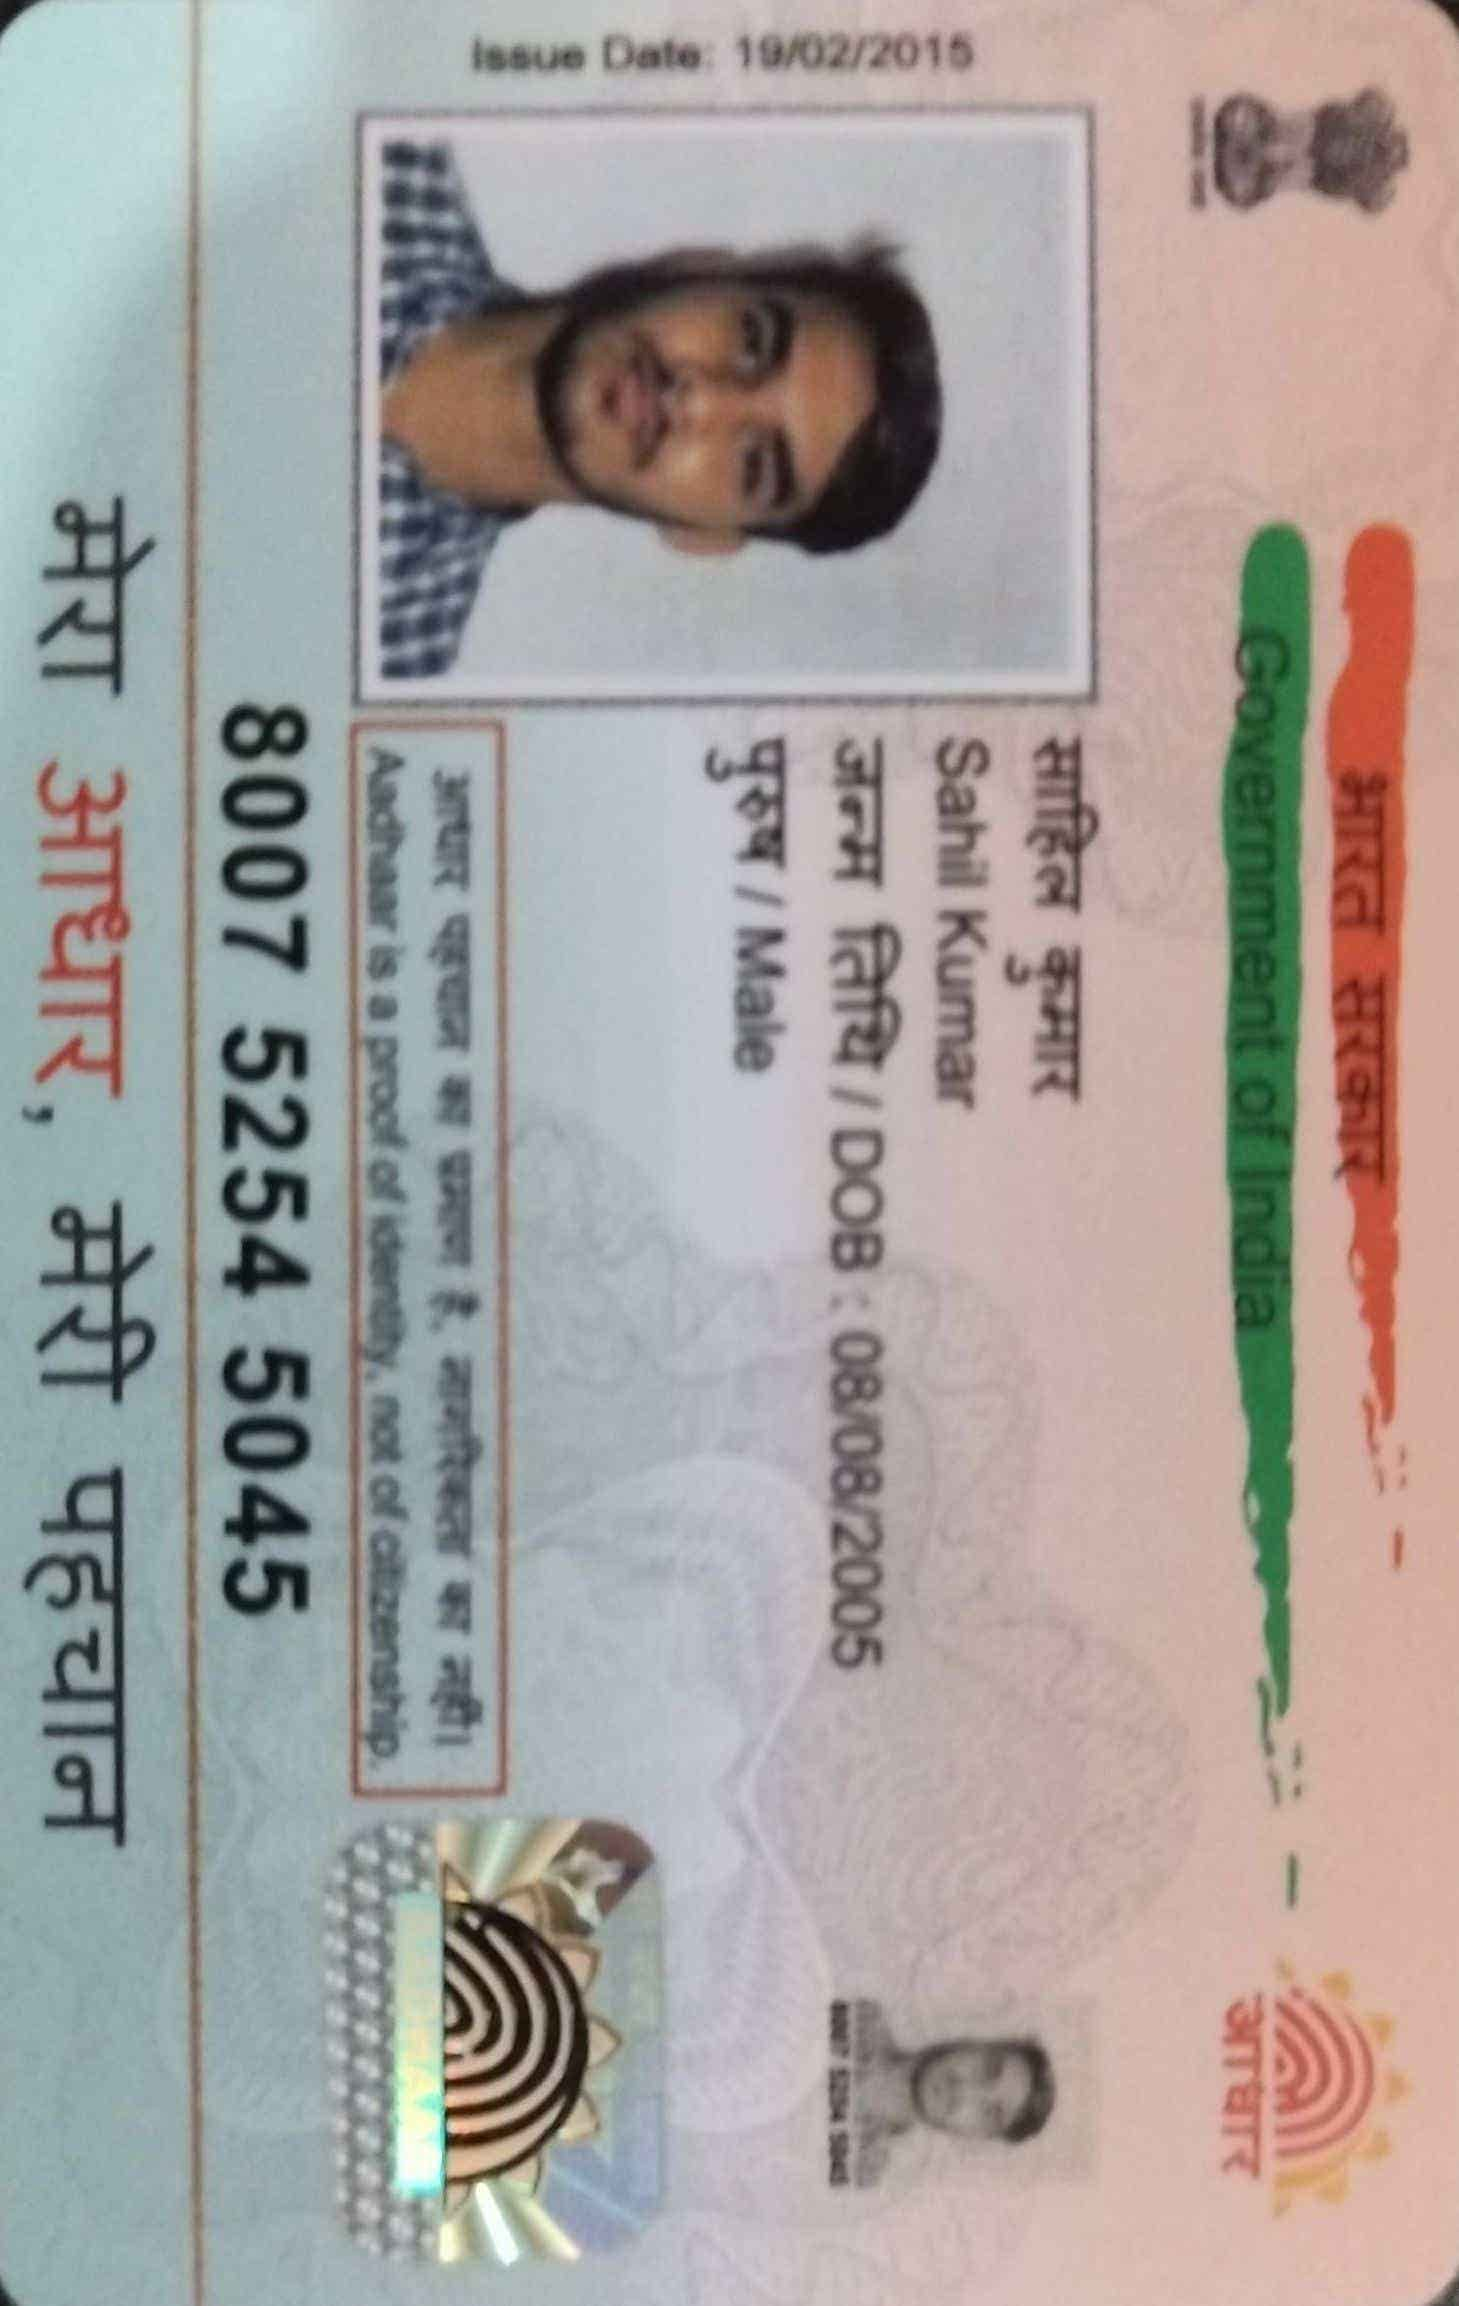 भारत सरकार
Government of India
आधार
Issue Date: 19/02/2015
साहिल कुमार
Sahil Kumar
जन्म तिथि / DOB : 08/08/2005
पुरुष / Male
8007 5254 5045
आधार पहचान का प्रमाण है, नागरिकता का नहीं।
Aadhaar is a proof of identity, not of citizenship.
8007 5254 5045
मेरा आधार, मेरी पहचान